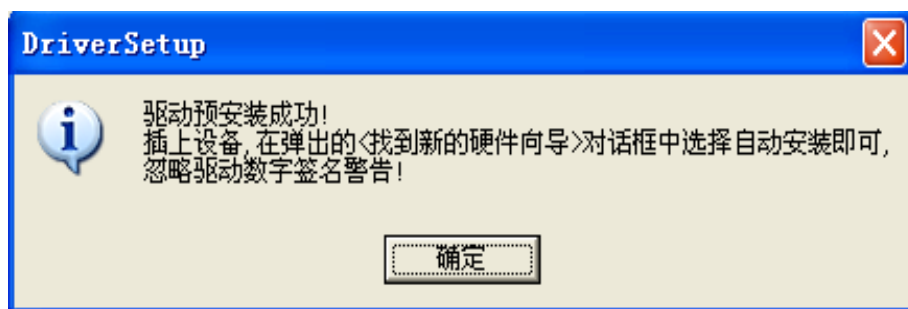 DriverSetup
驱动预安装成功!
插上设备,在弹出的<找到新的硬件向导>对话框中选择自动安装即可,
忽略驱动数字签名警告!
确定